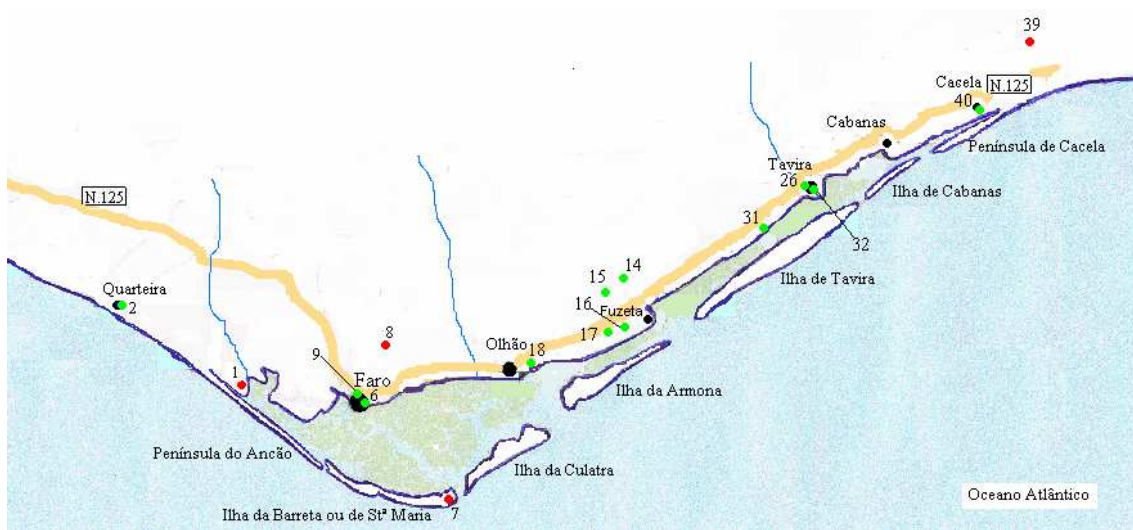 39
Cacela
N.125
40
Cabanas
Península de Cacela
Tavira
26
N.125
Ilha de Cabanas
31
32
14
15
Ilha de Tavira
Quarteira
2
16
Fuzeta
17
8
Olhão
18
9
1
Faro
6
Ilha da Armona
Península do Ancão
Ilha da Culatra
Oceano Atlântico
Ilha da Barreta ou de Stª Maria
7